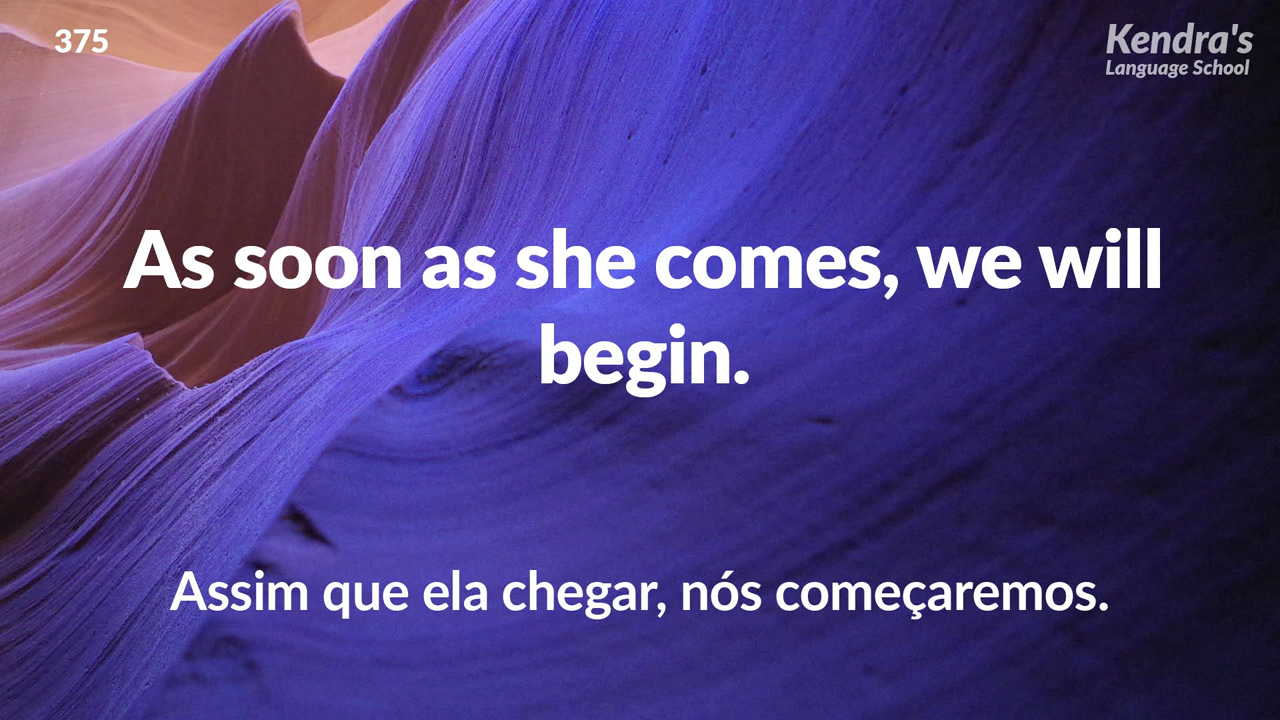 375
Kendra's
Language School
As soon as she comes, we will
begin.
Assim que ela chegar, nós começaremos.